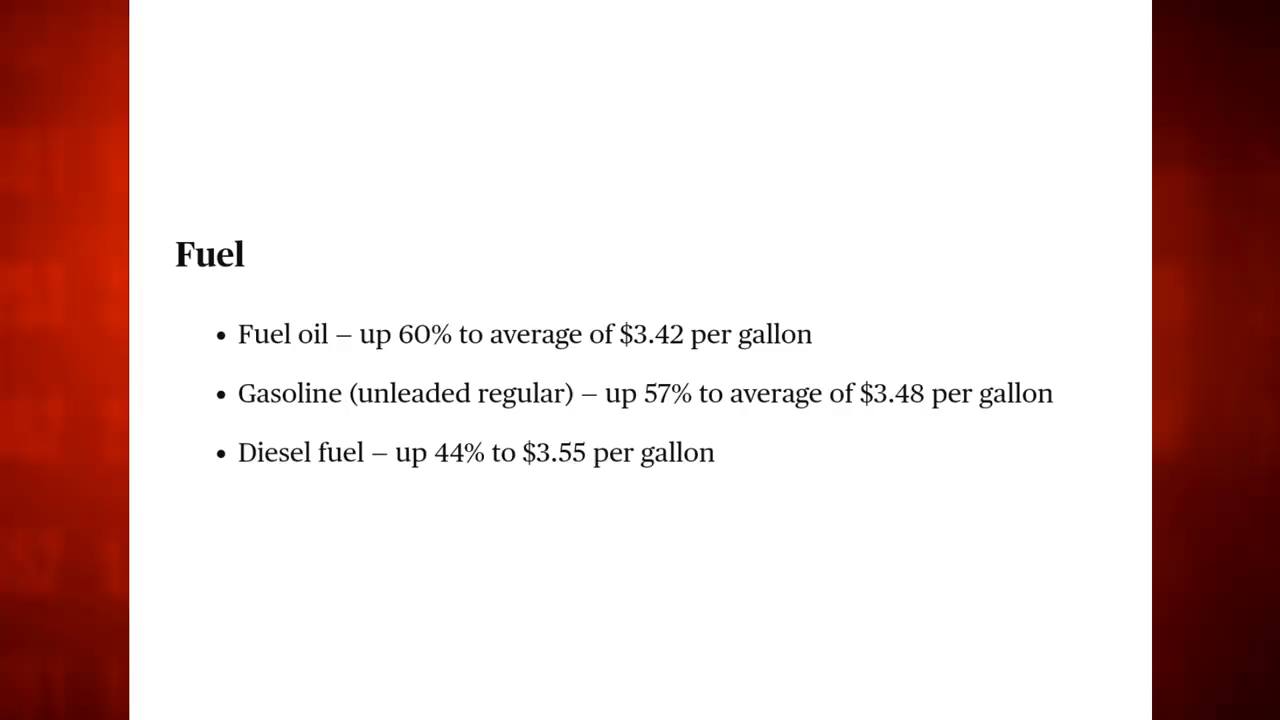 Fuel
• Fuel oil – up 60% to average of $3.42 per gallon
• Gasoline (unleaded regular) – up 57% to average of $3.48 per gallon
• Diesel fuel – up 44% to $3.55 per gallon